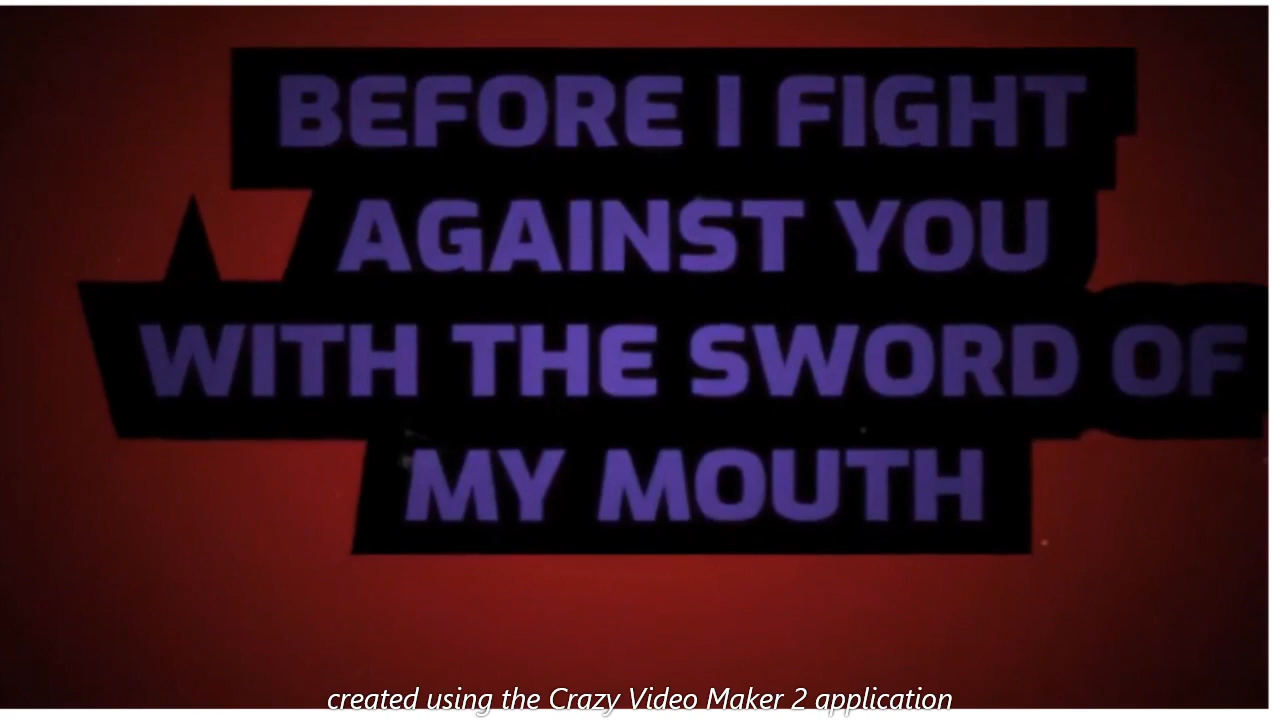 BEFORE I FIGHT
AGAINST YOU
WITH THE SWORD OF
MY MOUTH
created using the Crazy Video Maker 2 application